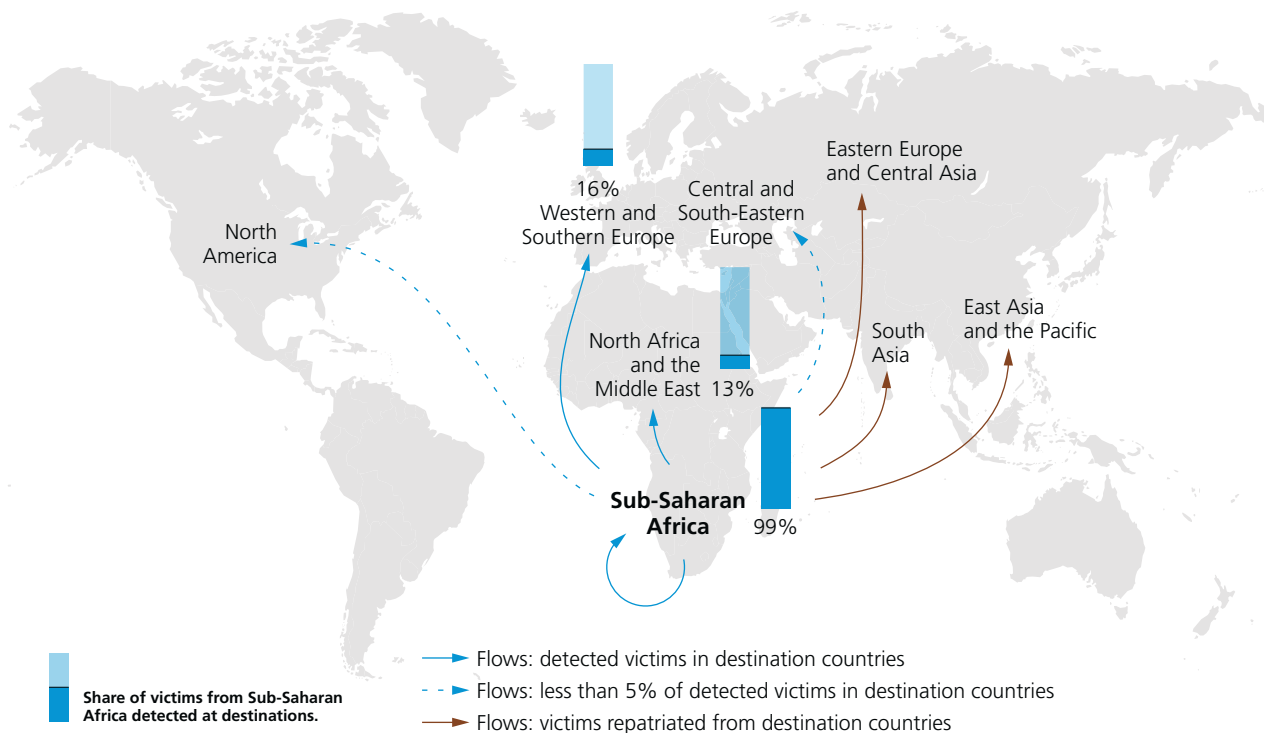 16%
Western and
Southern Europe
Central and
South-Eastern
Europe
Eastern Europe
and Central Asia
North
America
North Africa
and the
Middle East
13%
South
Asia
East Asia
and the Pacific
Sub-Saharan
Africa
99%
Share of victims from Sub-Saharan
Africa detected at destinations.
Flows: detected victims in destination countries
Flows: less than 5% of detected victims in destination countries
Flows: victims repatriated from destination countries